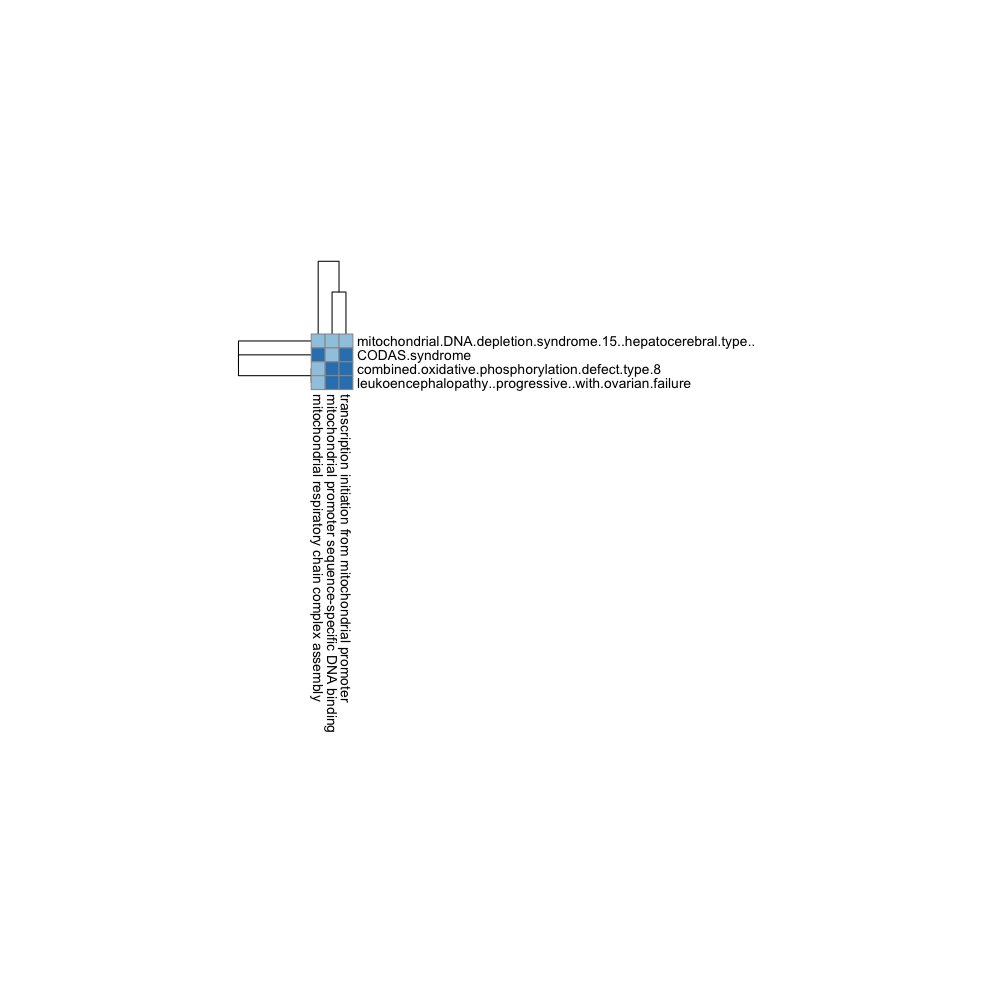 mitochondrial.DNA.depletion.syndrome.15..hepatocerebral.type..
CODAS.syndrome
combined.oxidative.phosphorylation.defect.type.8
leukoencephalopathy..progressive..with.ovarian.failure
mitochondrial respiratory chain complex assembly
mitochondrial promoter sequence-specific DNA binding
transcription initiation from mitochondrial promoter